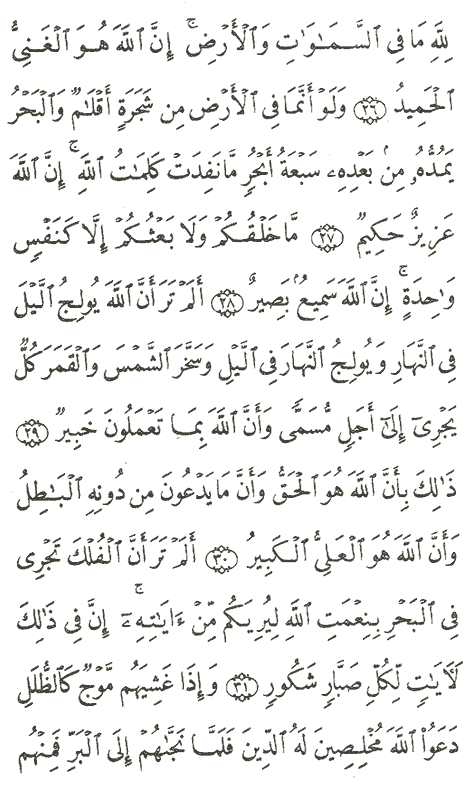 لِلَّهِ مَا فِى ٱلسَّمَـٰوَٰتِ وَٱلْأَرْضِ ۚ إِنَّ ٱللَّهَ هُوَ ٱلْغَنِىُّ
ٱلْحَمِيدُ ﴿٢٦﴾ وَلَوْ أَنَّمَا فِى ٱلْأَرْضِ مِن شَجَرَةٍ أَقْلَـٰمٌ وَٱلْبَحْرُ
يَمُدُّهُۥ مِنۢ بَعْدِهِۦ سَبْعَةُ أَبْحُرٍ مَّا نَفِدَتْ كَلِمَـٰتُ ٱللَّهِ ۚ إِنَّ ٱللَّهَ
عَزِيزٌ حَكِيمٌ ﴿٢٧﴾ مَّا خَلْقُكُمْ وَلَا بَعْثُكُمْ إِلَّا كَنَفْسٍ
وَٰحِدَةٍ ۚ إِنَّ ٱللَّهَ سَمِيعٌۢ بَصِيرٌ ﴿٢٨﴾ أَلَمْ تَرَ أَنَّ ٱللَّهَ يُولِجُ ٱلَّيْلَ
فِى ٱلنَّهَارِ وَيُولِجُ ٱلنَّهَارَ فِى ٱلَّيْلِ وَسَخَّرَ ٱلشَّمْسَ وَٱلْقَمَرَ كُلٌّ
يَجْرِىٓ إِلَىٰٓ أَجَلٍ مُّسَمًّى وَأَنَّ ٱللَّهَ بِمَا تَعْمَلُونَ خَبِيرٌ ﴿٢٩﴾
ذَٰلِكَ بِأَنَّ ٱللَّهَ هُوَ ٱلْحَقُّ وَأَنَّ مَا يَدْعُونَ مِن دُونِهِ ٱلْبَـٰطِلُ
وَأَنَّ ٱللَّهَ هُوَ ٱلْعَلِىُّ ٱلْكَبِيرُ ﴿٣٠﴾ أَلَمْ تَرَ أَنَّ ٱلْفُلْكَ تَجْرِى
فِى ٱلْبَحْرِ بِنِعْمَتِ ٱللَّهِ لِيُرِيَكُم مِّنْ ءَايَـٰتِهِۦٓ ۚ إِنَّ فِى ذَٰلِكَ
لَـَٔايَـٰتٍ لِّكُلِّ صَبَّارٍ شَكُورٍ ﴿٣١﴾ وَإِذَا غَشِيَهُم مَّوْجٌ كَٱلظُّلَلِ
دَعَوُا۟ ٱللَّهَ مُخْلِصِينَ لَهُ ٱلدِّينَ فَلَمَّا نَجَّىٰهُمْ إِلَى ٱلْبَرِّ فَمِنْهُم